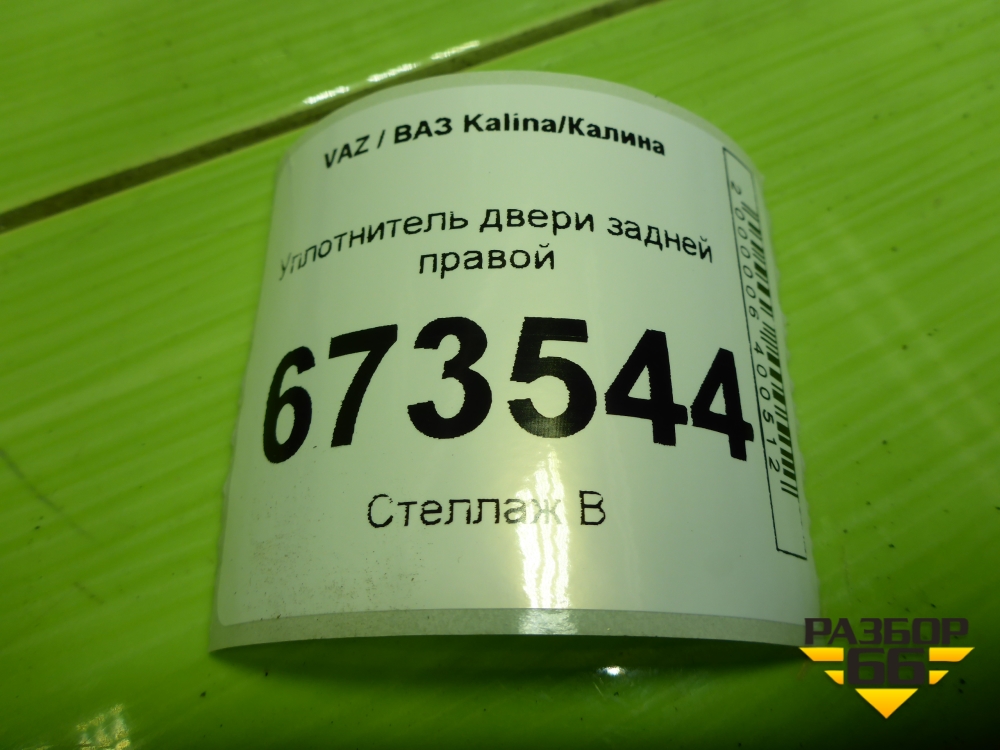 VAZ / ВАЗ Kalina/Калина
Уплотнитель двери задней
правой
673544
Стеллаж В
2000006400512
РАЗБОР
66